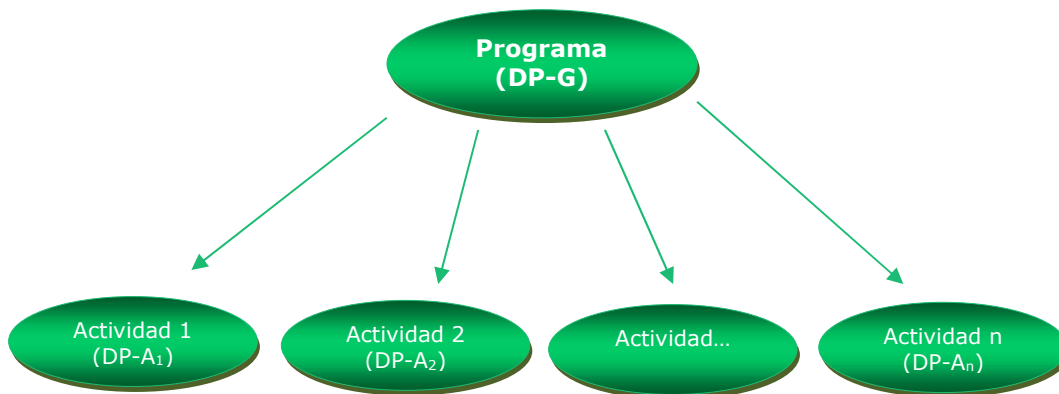 Programa
(DP-G)
Actividad 1
(DP-A₁)
Actividad 2
(DP-A₂)
Actividad…
Actividad n
(DP-Aₙ)